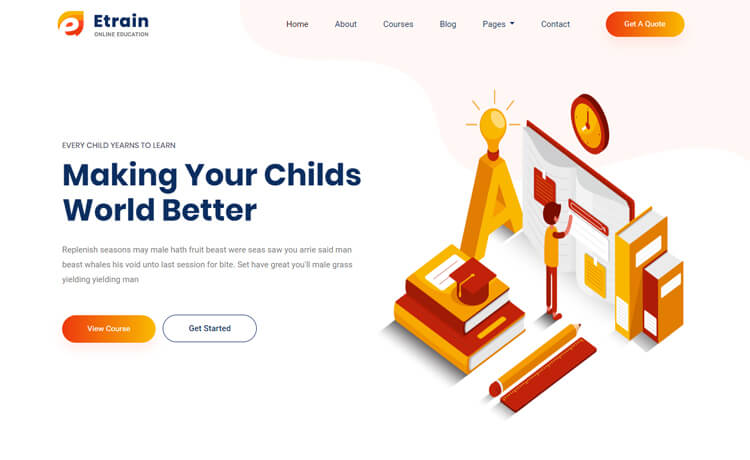 Etrain
ONLINE EDUCATION
Home
About
Courses
Blog
Pages
Contact
Get A Quote
EVERY CHILD YEARNS TO LEARN
Making Your Childs
World Better
Replenish seasons may male hath fruit beast were seas saw you arrie said man
beast whales his void unto last session for bite. Set have great you'll male grass
yielding yielding man
View Course
Get Started
A